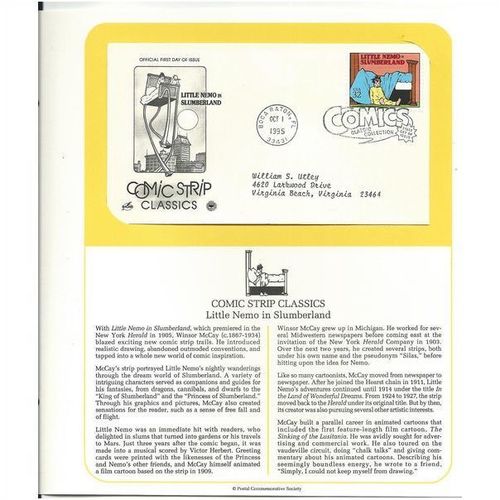 OFFICIAL FIRST DAY OF ISSUE
LITTLE NEMO IN
SLUMBERLAND
COMIC STRIP
CLASSICS
BOCA RATON, FL
OCT 1
1995
33431
LITTLE NEMO IN
SLUMBERLAND
32
COMICS
CLASSIC
COLLECTION
William S. Utley
4620 Larkwood Drive
Virginia Beach, Virginia 23464
COMIC STRIP CLASSICS
Little Nemo in Slumberland
With Little Nemo in Slumberland, which premiered in the
New York Herald in 1905, Winsor McCay (c.1867-1934)
blazed exciting new comic strip trails. He introduced
realistic drawing, abandoned outmoded conventions, and
tapped into a whole new world of comic inspiration.
McCay's strip portrayed Little Nemo's nightly wanderings
through the dream world of Slumberland. A variety of
intriguing characters served as companions and guides for
his fantasies, from dragons, cannibals, and dwarfs to the
"King of Slumberland" and the "Princess of Slumberland."
Through his graphics and pictures, McCay also created
sensations for the reader, such as a sense of free fall and
of flight.
Little Nemo was an immediate hit with readers, who
delighted in slums that turned into gardens or his travels
to Mars. Just three years after the comic began, it was
made into a musical scored by Victor Herbert. Greeting
cards were printed with the likenesses of the Princess
and Nemo's other friends, and McCay himself animated
a film cartoon based on the strip in 1909.
Winsor McCay grew up in Michigan. He worked for
several Midwestern newspapers before coming east at the
invitation of the New York Herald Company in 1903.
Over the next two years, he created several strips, both
under his own name and the pseudonym "Silas," before
hitting upon the idea for Nemo.
Like so many cartoonists, McCay moved from newspaper to
newspaper. After he joined the Hearst chain in 1911, Little
Nemo's adventures continued until 1914 under the title In
the Land of Wonderful Dreams. From 1924 to 1927, the strip
moved back to the Herald under its original title. But by then,
its creator was also pursuing several other artistic interests.
McCay built a parallel career in animated cartoons that
included the first feature-length film cartoon, The
Sinking of the Lusitania. He was avidly sought for adver-
tising and commercial work. He also toured on the
vaudeville circuit, doing "chalk talks" and giving com-
mentary about his animated cartoons. Describing his
seemingly boundless energy, he wrote to a friend,
"Simply, I could not keep myself from drawing."
© Postal Commemorative Society